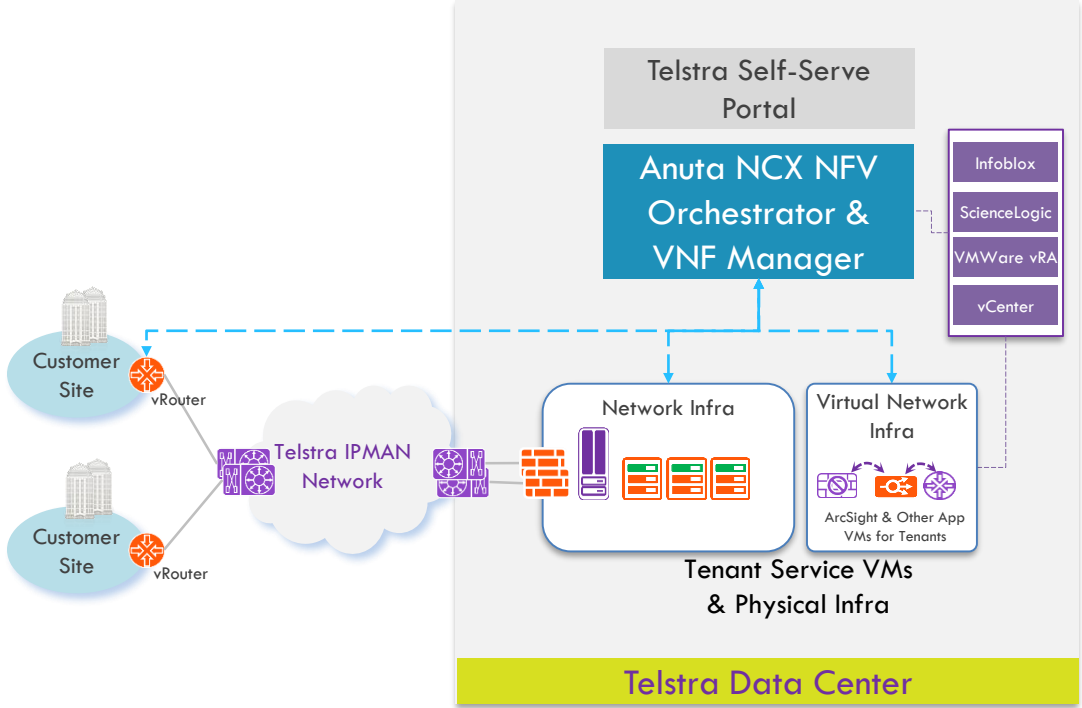 Telstra Self-Serve
Portal
Anuta NCX NFV
Orchestrator &
VNF Manager
Infoblox
ScienceLogic
VMWare vRA
vCenter
Customer
Site
vRouter
Telstra IPMAN
Network
Customer
Site
vRouter
Network Infra
Virtual Network
Infra
ArcSight & Other App
VMs for Tenants
Tenant Service VMs
& Physical Infra
Telstra Data Center